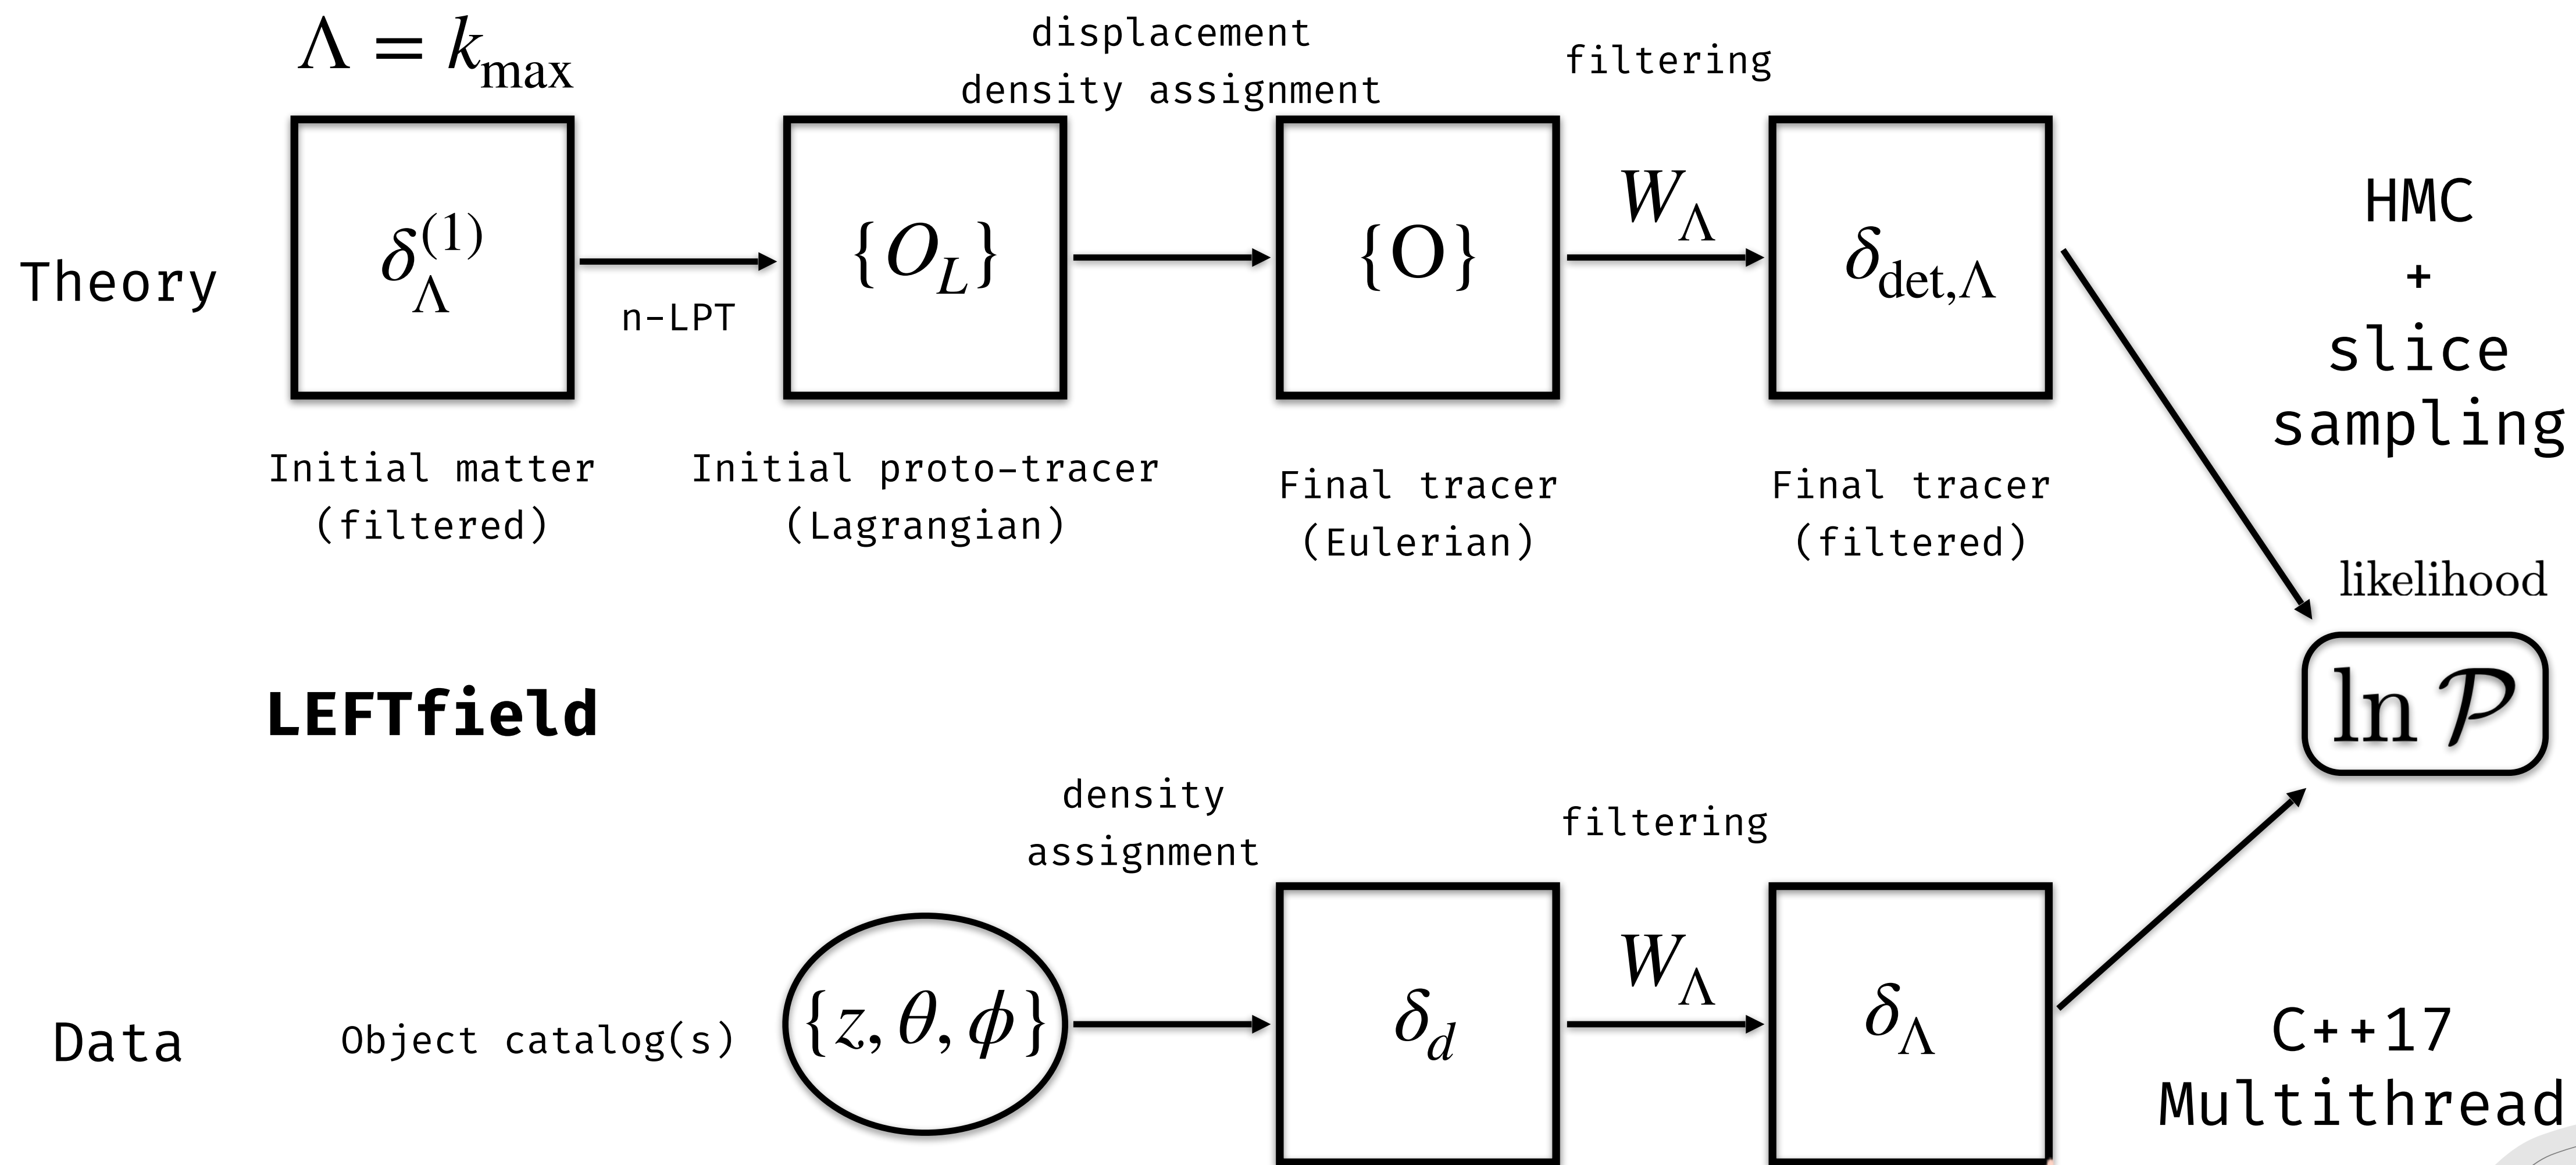 Λ = k_max
displacement
density assignment
filtering
Theory
δ_Λ^(1)
n-LPT
{O_L}
{O}
W_Λ
δ_det,Λ
HMC
+
slice
sampling
Initial matter
(filtered)
Initial proto-tracer
(Lagrangian)
Final tracer
(Eulerian)
Final tracer
(filtered)
likelihood
ln 𝒫
LEFTfield
density
assignment
filtering
Data
Object catalog(s)
{z, θ, ϕ}
δ_d
W_Λ
δ_Λ
C++17
Multithread